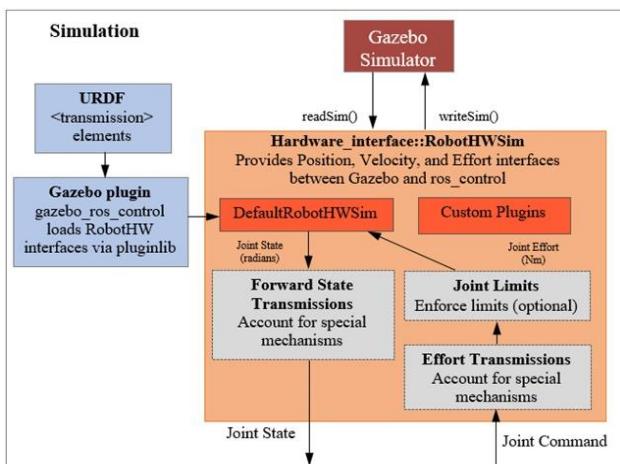 Simulation
Gazebo
Simulator
URDF
<transmission>
elements
readSim()
writeSim()
Hardware_interface::RobotHWSim
Provides Position, Velocity, and Effort interfaces
between Gazebo and ros_control
Gazebo plugin
gazebo_ros_control
loads RobotHW
interfaces via pluginlib
DefaultRobotHWSim
Custom Plugins
Joint State
(radians)
Joint Effort
(Nm)
Forward State
Transmissions
Account for special
mechanisms
Joint Limits
Enforce limits (optional)
Effort Transmissions
Account for special
mechanisms
Joint State
Joint Command